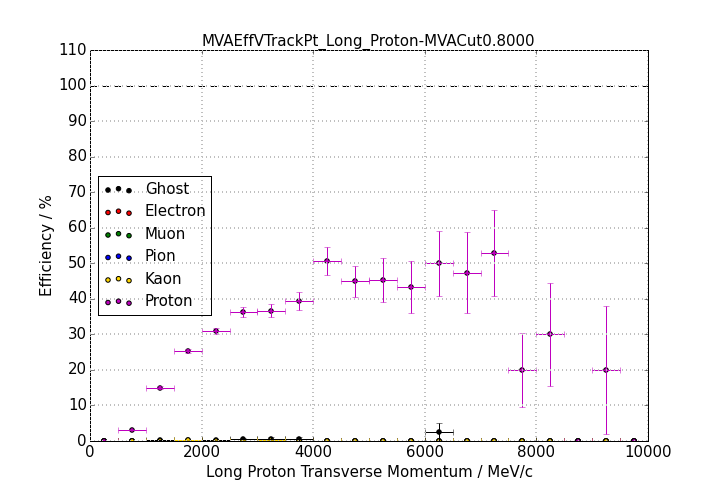 MVAEffVTrackPt_Long_Proton-MVACut0.8000
110
100
90
80
70
60
50
40
30
20
10
0
Efficiency / %
Ghost
Electron
Muon
Pion
Kaon
Proton
0 2000 4000 6000 8000 10000
Long Proton Transverse Momentum / MeV/c